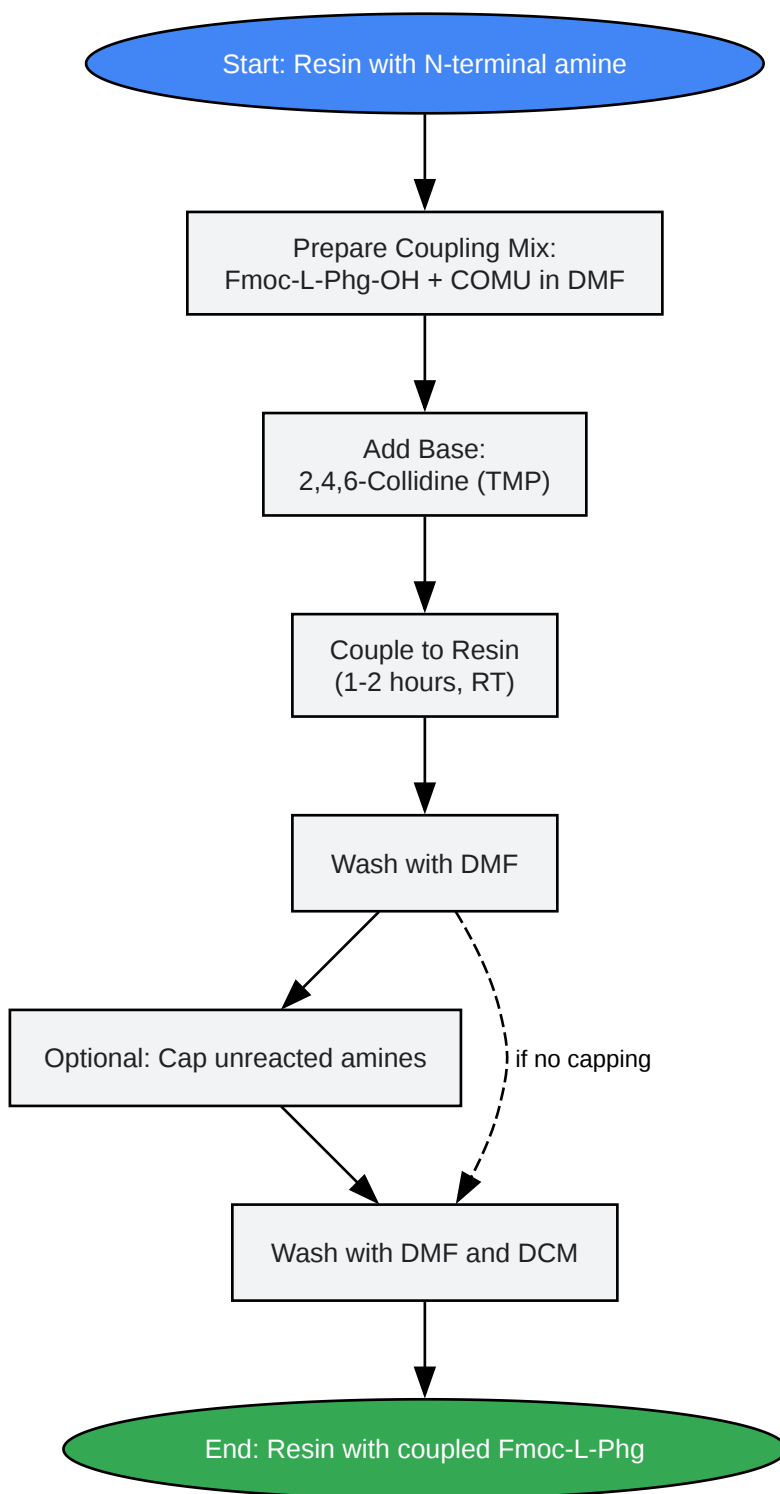 Start: Resin with N-terminal amine
Prepare Coupling Mix:
Fmoc-L-Phg-OH + COMU in DMF
Add Base:
2,4,6-Collidine (TMP)
Couple to Resin
(1-2 hours, RT)
Wash with DMF
Optional: Cap unreacted amines
if no capping
Wash with DMF and DCM
End: Resin with coupled Fmoc-L-Phg